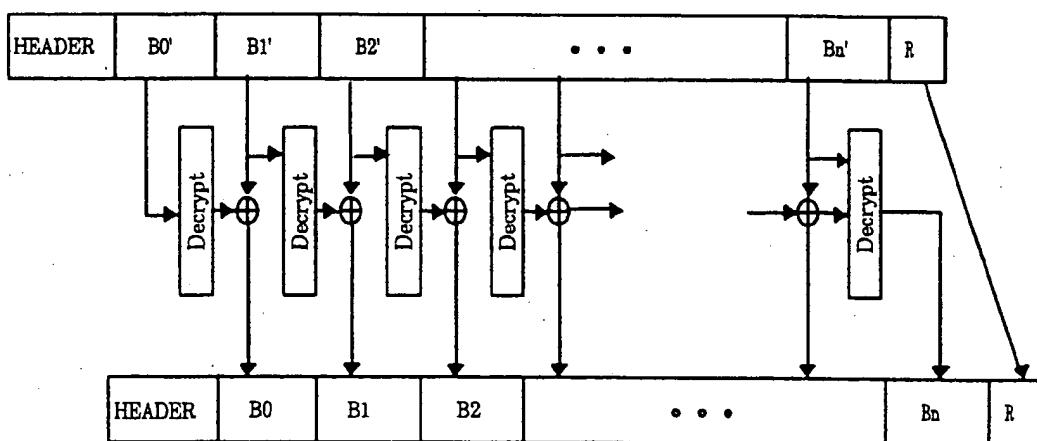 HEADER B0' B1' B2' • • • Bn' R
Decrypt Decrypt Decrypt Decrypt Decrypt
HEADER B0 B1 B2 • • • Bn R